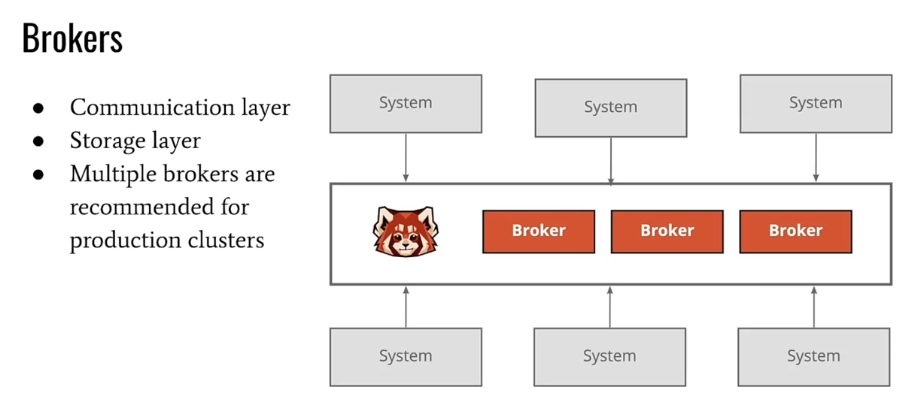 Brokers
● Communication layer
● Storage layer
● Multiple brokers are
recommended for
production clusters
System
System
System
Broker
Broker
Broker
System
System
System